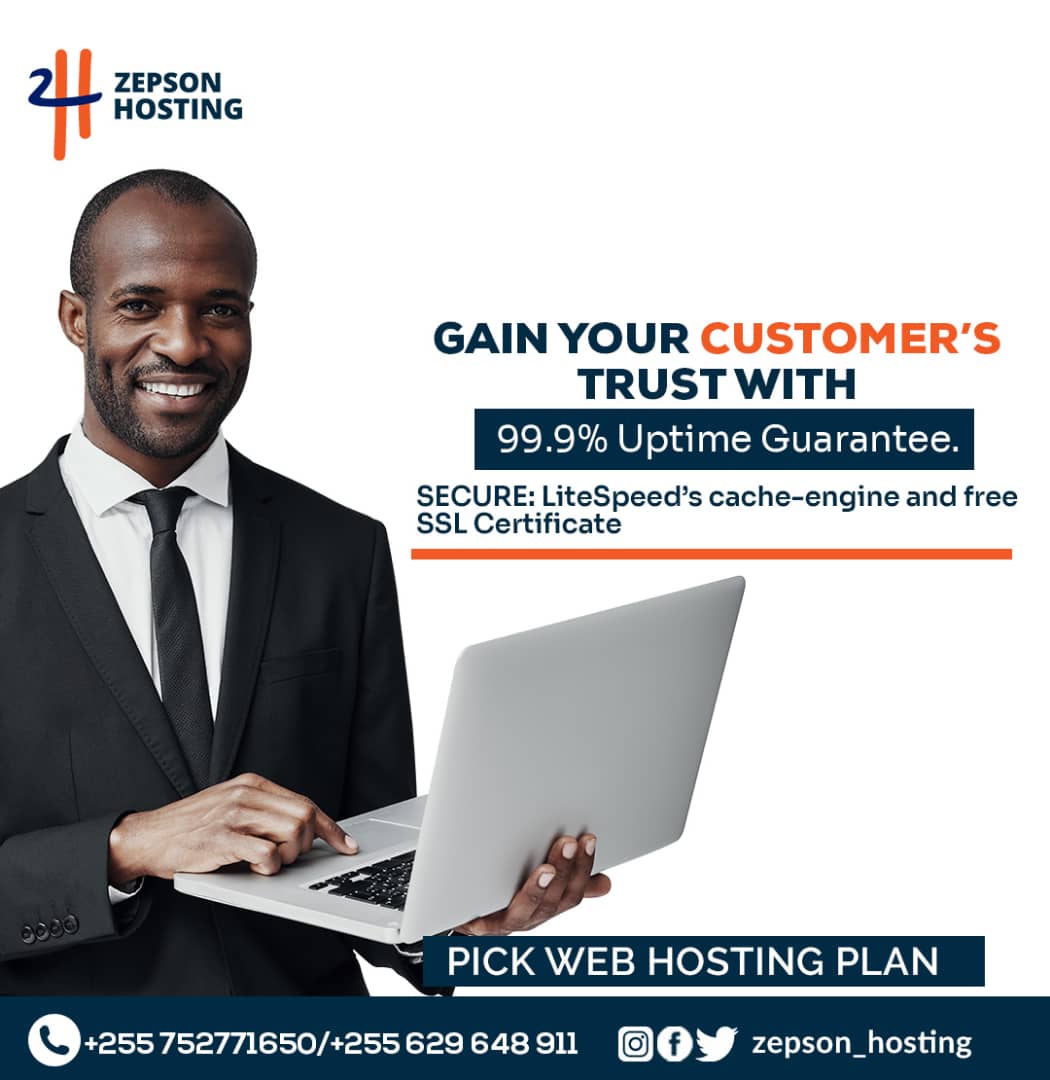 ZEPSON
HOSTING
GAIN YOUR CUSTOMER'S
TRUST WITH
99.9% Uptime Guarantee.
SECURE: LiteSpeed's cache-engine and free
SSL Certificate
PICK WEB HOSTING PLAN
+255 752771650/+255 629 648 911
zepson_hosting